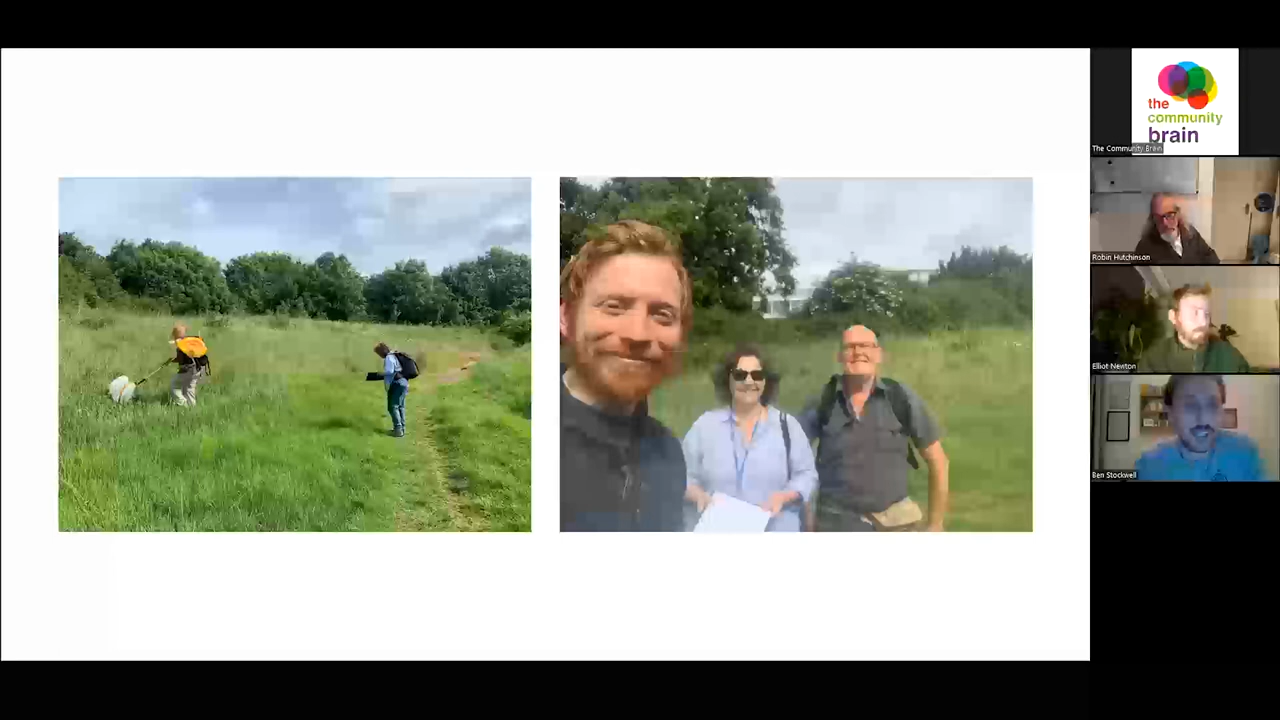 the
community
brain
The Community Brain
Robin Hutchinson
Elliot Newton
Ben Stockwell